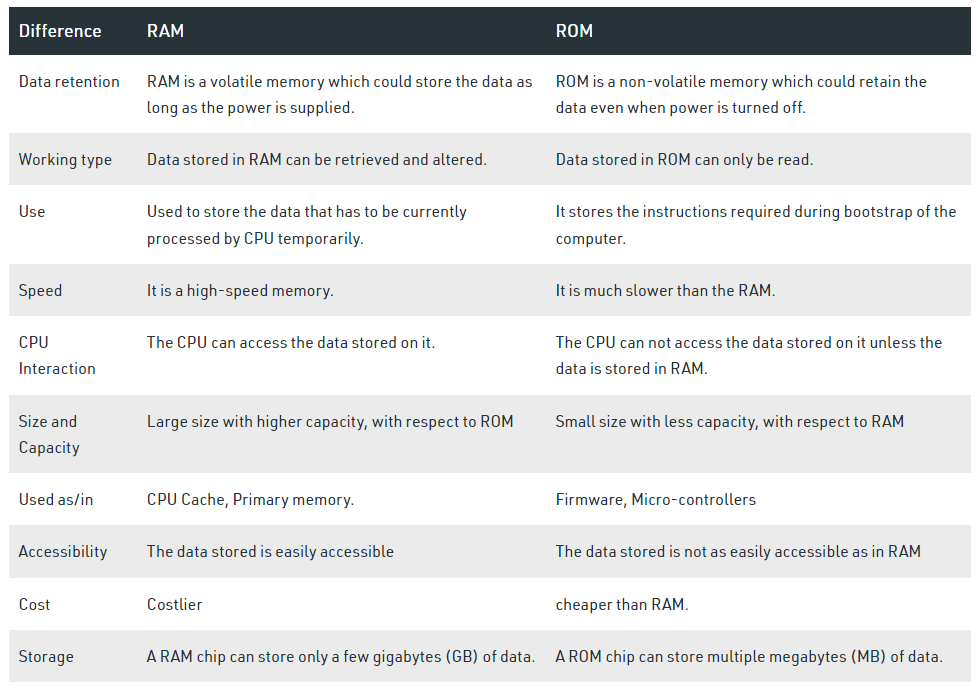 Difference RAM ROM
Data retention RAM is a volatile memory which could store the data as ROM is a non-volatile memory which could retain the
long as the power is supplied. data even when power is turned off.
Working type Data stored in RAM can be retrieved and altered. Data stored in ROM can only be read.
Use Used to store the data that has to be currently It stores the instructions required during bootstrap of the
processed by CPU temporarily. computer.
Speed It is a high-speed memory. It is much slower than the RAM.
CPU The CPU can access the data stored on it. The CPU can not access the data stored on it unless the
Interaction data is stored in RAM.
Size and Large size with higher capacity, with respect to ROM Small size with less capacity, with respect to RAM
Capacity
Used as/in CPU Cache, Primary memory. Firmware, Micro-controllers
Accessibility The data stored is easily accessible The data stored is not as easily accessible as in RAM
Cost Costlier cheaper than RAM.
Storage A RAM chip can store only a few gigabytes (GB) of data. A ROM chip can store multiple megabytes (MB) of data.